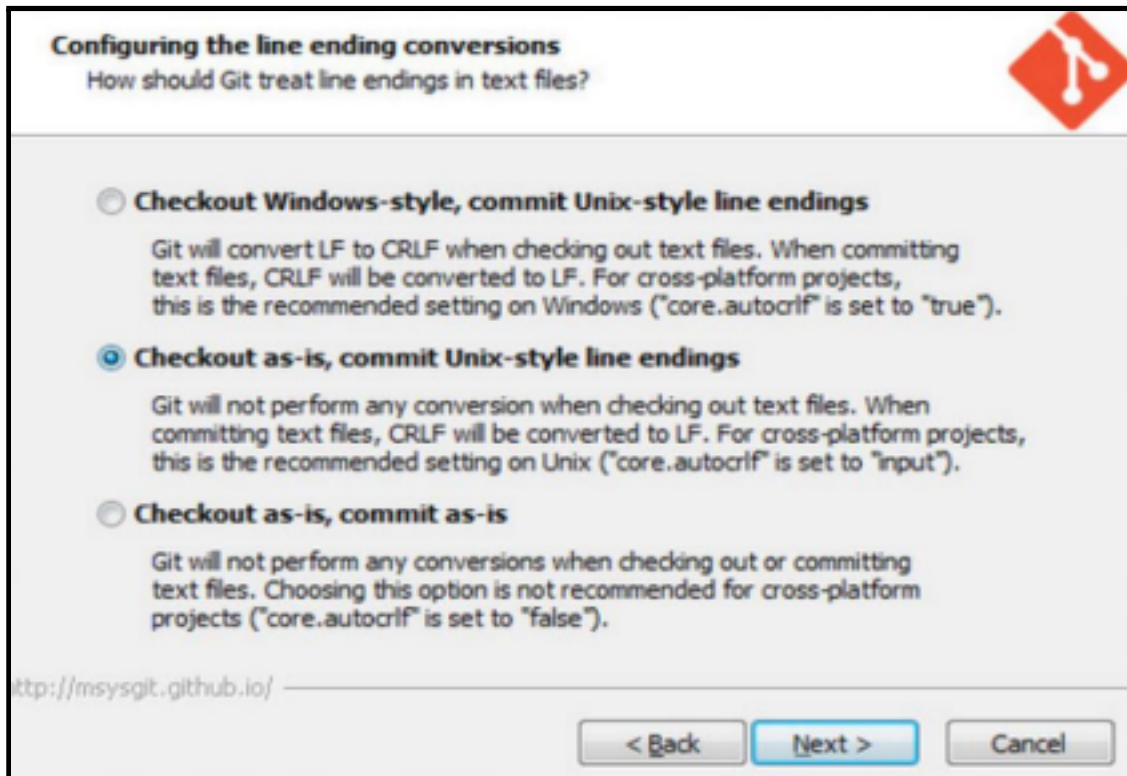 Configuring the line ending conversions
How should Git treat line endings in text files?
Checkout Windows-style, commit Unix-style line endings
Git will convert LF to CRLF when checking out text files. When committing
text files, CRLF will be converted to LF. For cross-platform projects,
this is the recommended setting on Windows ("core.autocrlf" is set to "true").
Checkout as-is, commit Unix-style line endings
Git will not perform any conversion when checking out text files. When
committing text files, CRLF will be converted to LF. For cross-platform projects,
this is the recommended setting on Unix ("core.autocrlf" is set to "input").
Checkout as-is, commit as-is
Git will not perform any conversions when checking out or committing
text files. Choosing this option is not recommended for cross-platform
projects ("core.autocrlf" is set to "false").
ttp://msysgit.github.io/
< Back
Next >
Cancel